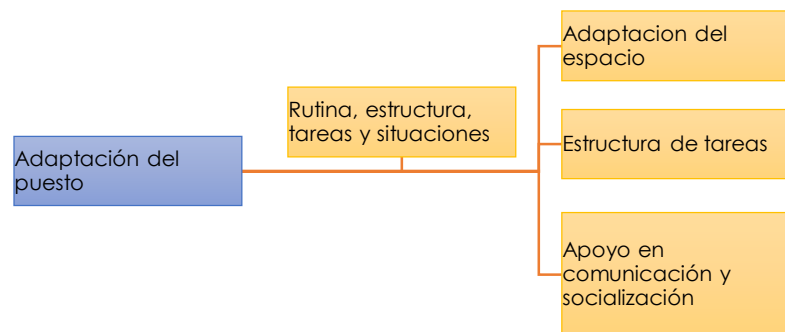 Adaptación del
puesto
Rutina, estructura,
tareas y situaciones
Adaptacion del
espacio
Estructura de tareas
Apoyo en
comunicación y
socialización